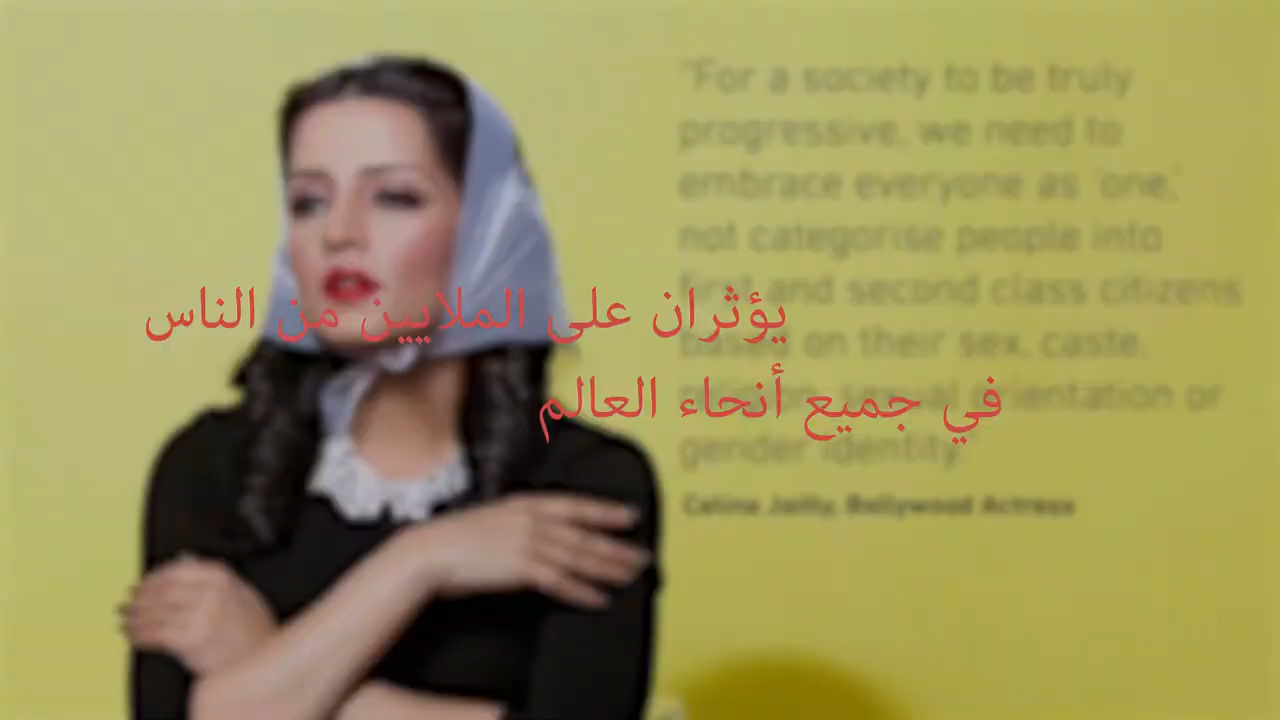 "For a society to be truly
progressive, we need to
embrace everyone as 'one,'
not categorise people into
first and second class citizens
based on their sex, caste,
religion, sexual orientation or
gender identity."
Celina Jaitly, Bollywood Actress
يؤثران على الملايين من الناس
في جميع أنحاء العالم